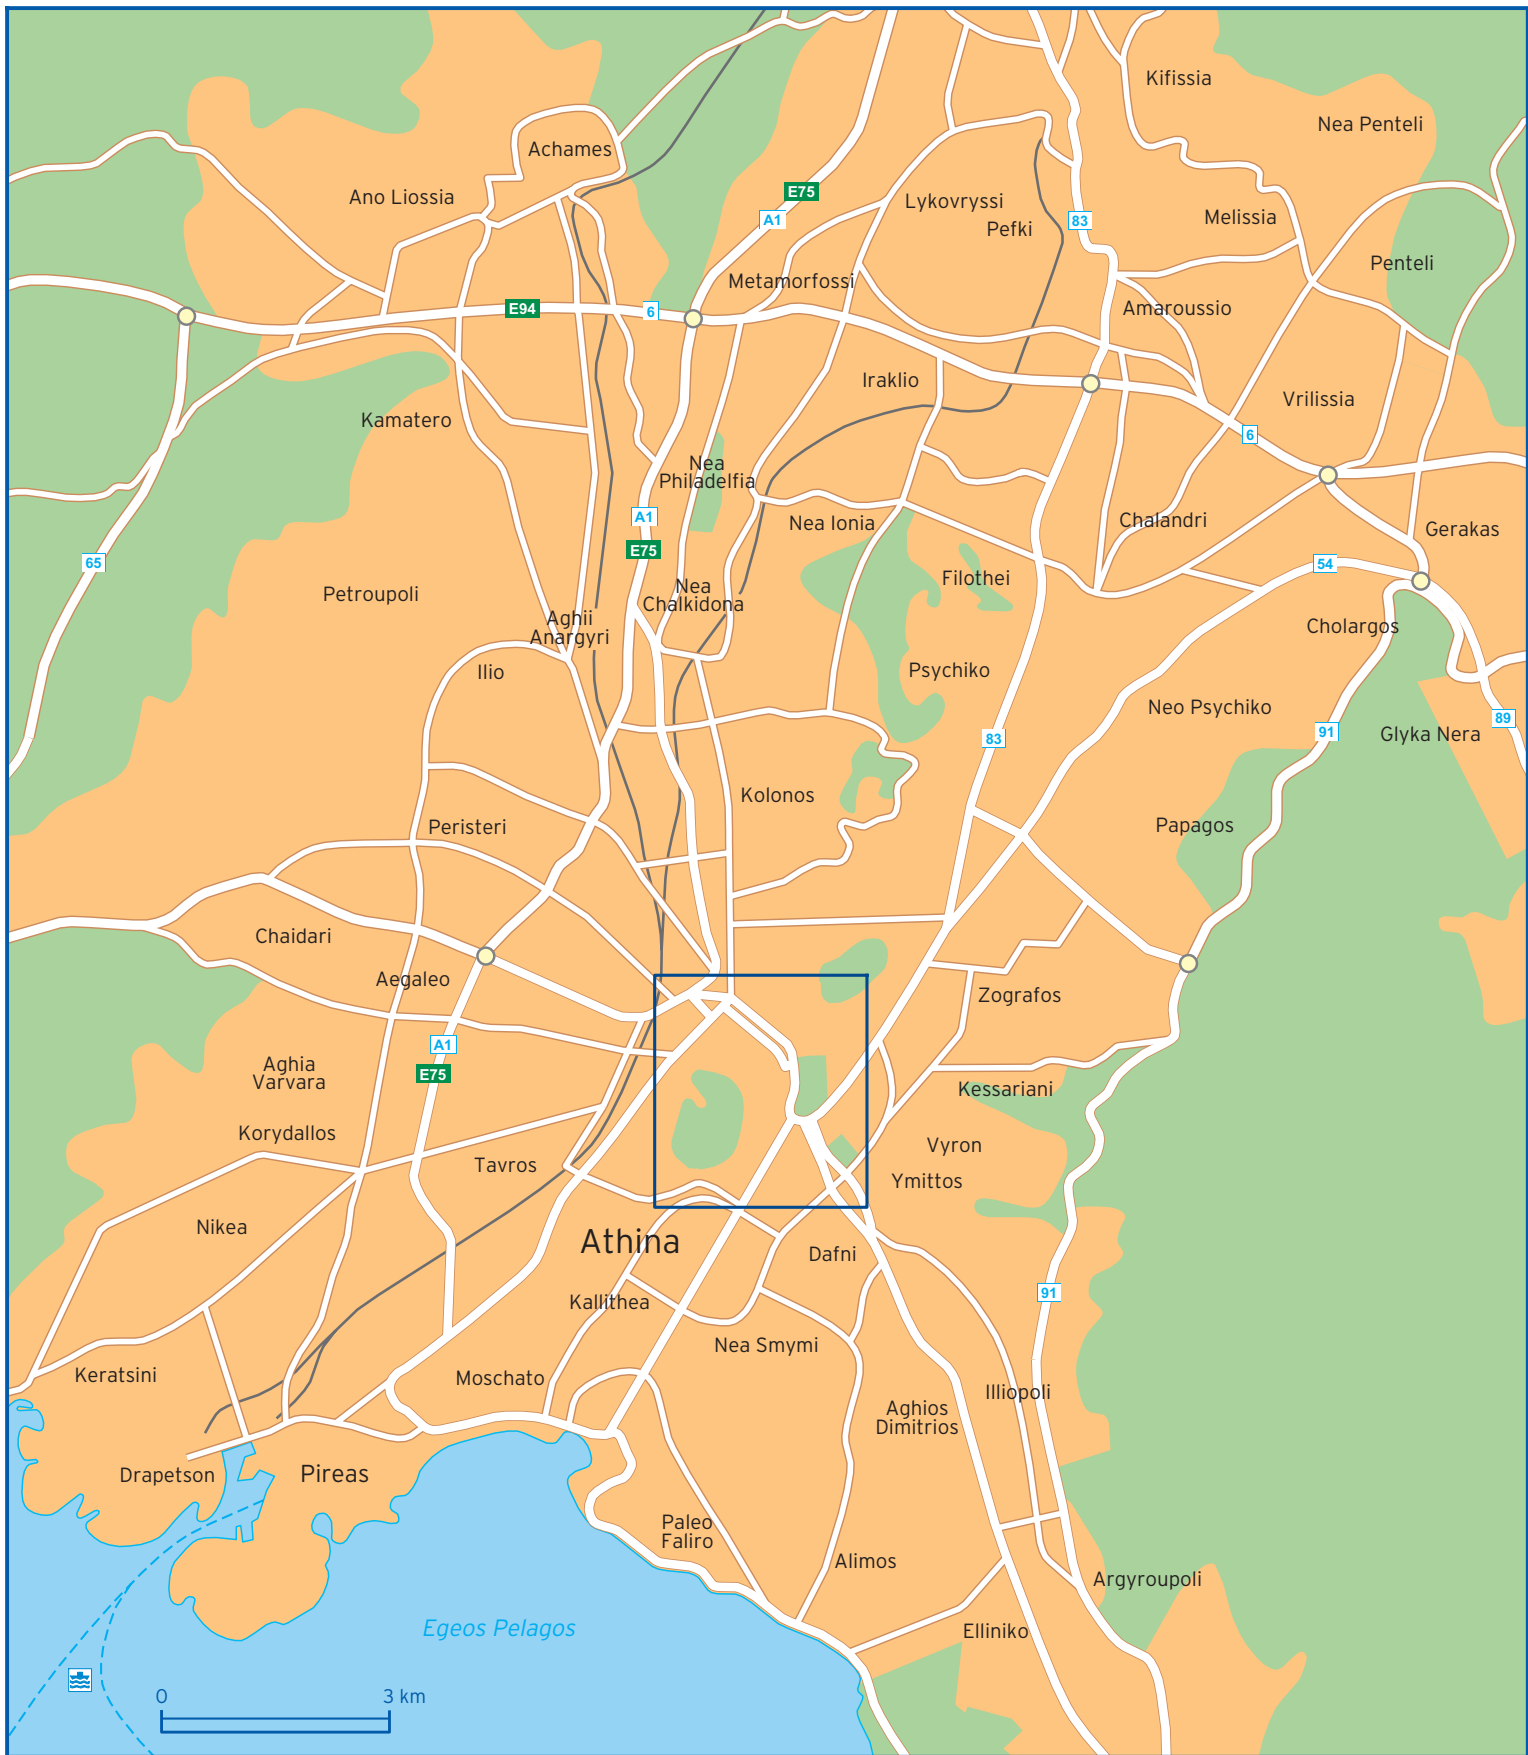 Kifissia
Nea Penteli
Achames
Ano Liossia
E75
A1
Lykovryssi
Pefki
83
Melissia
Penteli
Metamorfossi
E94
6
Amaroussio
Iraklio
Vrilissia
Kamatero
6
Nea
Philadelfia
A1
E75
Nea Ionia
Chalandri
Gerakas
65
54
Petroupoli
Filothei
Nea
Chalkidona
Aghii
Anargyri
Cholargos
Ilio
Psychiko
Neo Psychiko
89
91
Glyka Nera
83
Kolonos
Peristeri
Papagos
Chaidari
Aegaleo
Zografos
A1
E75
Aghia
Varvara
Kessariani
Korydallos
Tavros
Vyron
Ymittos
Nikea
Athina
Dafni
Kallithea
91
Nea Smymi
Keratsini
Moschato
Illiopoli
Aghios
Dimitrios
Drapetson
Pireas
Paleo
Faliro
Alimos
Argyroupoli
Egeos Pelagos
Elliniko
0
3 km